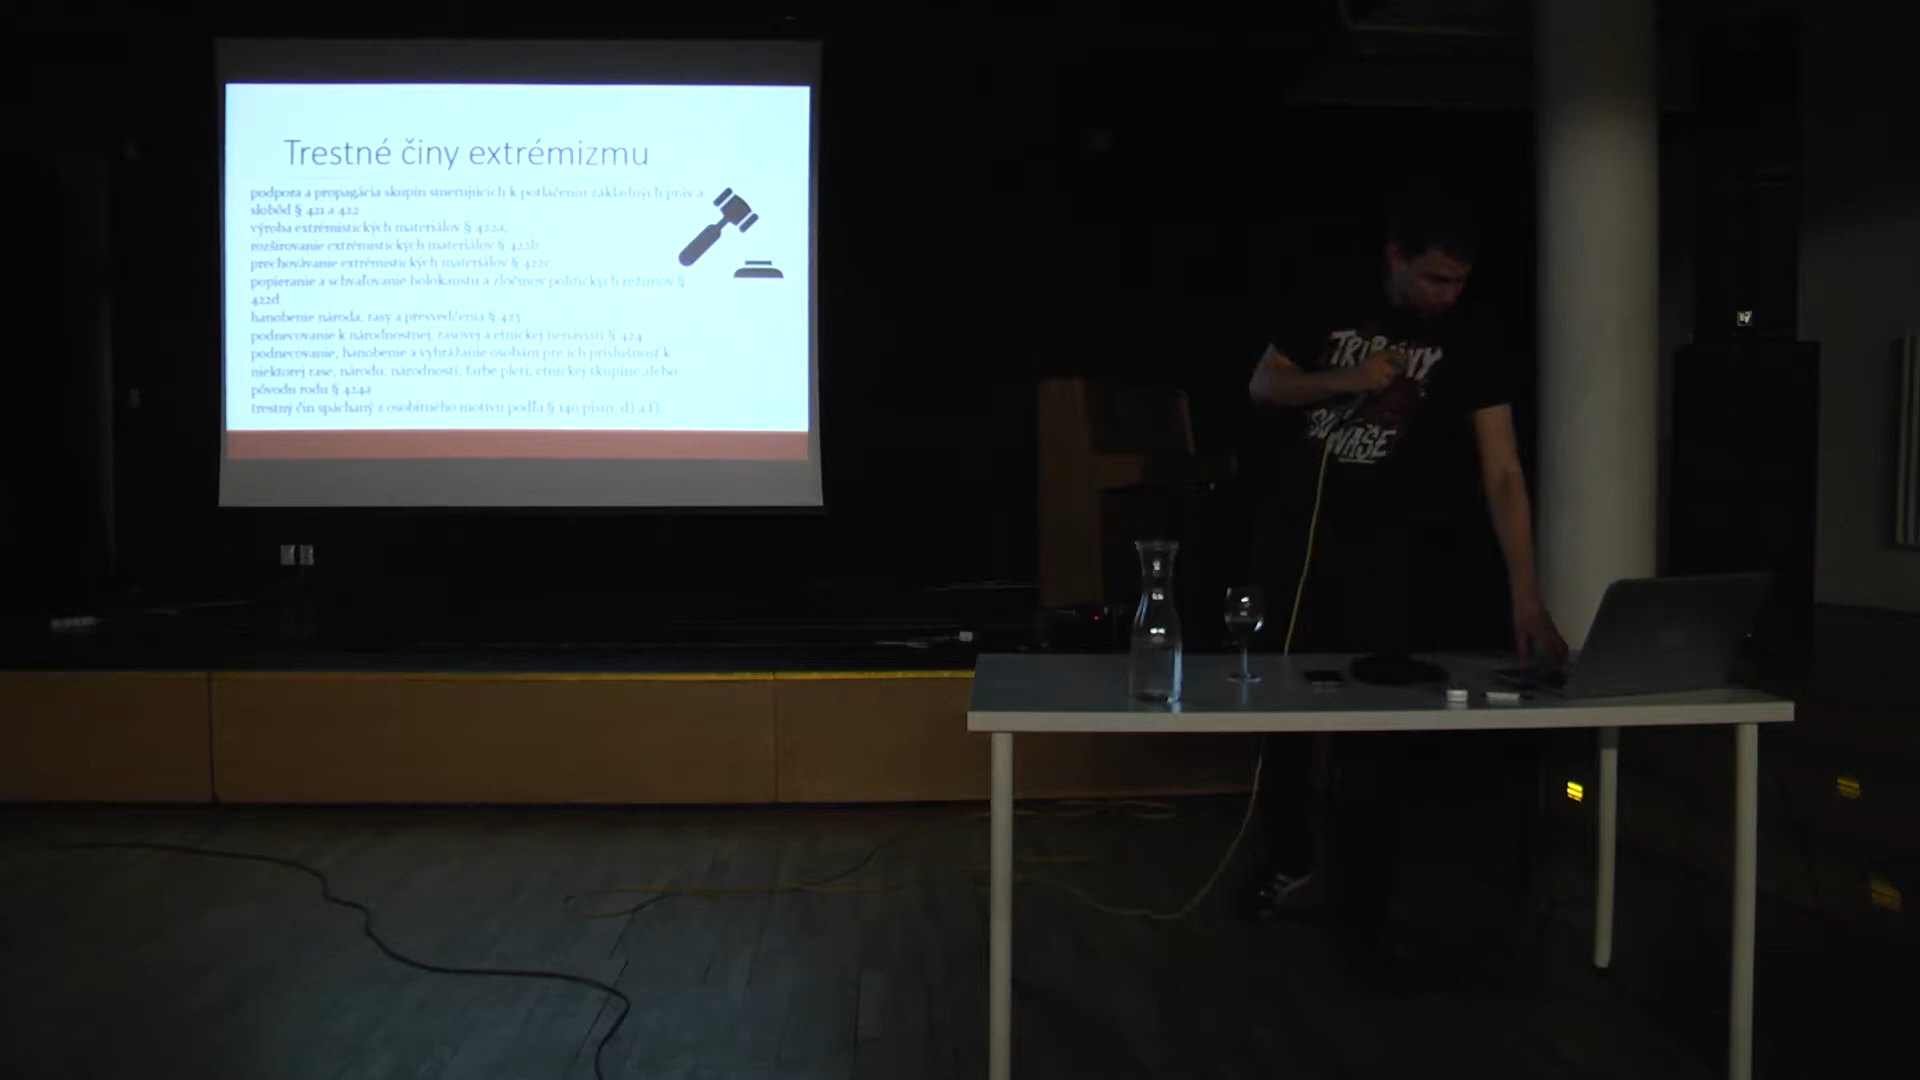 Trestné činy extrémizmu
podpora a propagácia skupín smerujúcich k potlačeniu základných práv a
slobôd § 421 a 422
výroba extrémistických materiálov § 422a,
rozširovanie extrémistických materiálov § 422b
prechovávanie extrémistických materiálov § 422c
popieranie a schvaľovanie holokaustu a zločinov politických režimov §
422d
hanobenie národa, rasy a presvedčenia § 423
podnecovanie k národnostnej, rasovej a etnickej nenávisti § 424
podnecovanie, hanobenie a vyhrážanie osobám pre ich príslušnosť k
niektorej rase, národu, národnosti, farbe pleti, etnickej skupine alebo
pôvodu rodu § 424a
trestný čin spáchaný z osobitného motívu podľa § 140 písm. d) a f).
TRIBÚNY
SÚ NAŠE